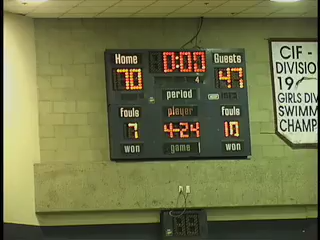 Home 0:00 Guests
70 4 47
period
fouls player fouls
7 4-24 10
won game 1 won
CIF -
DIVISION
19
GIRLS DIV
SWIMM
CHAMP